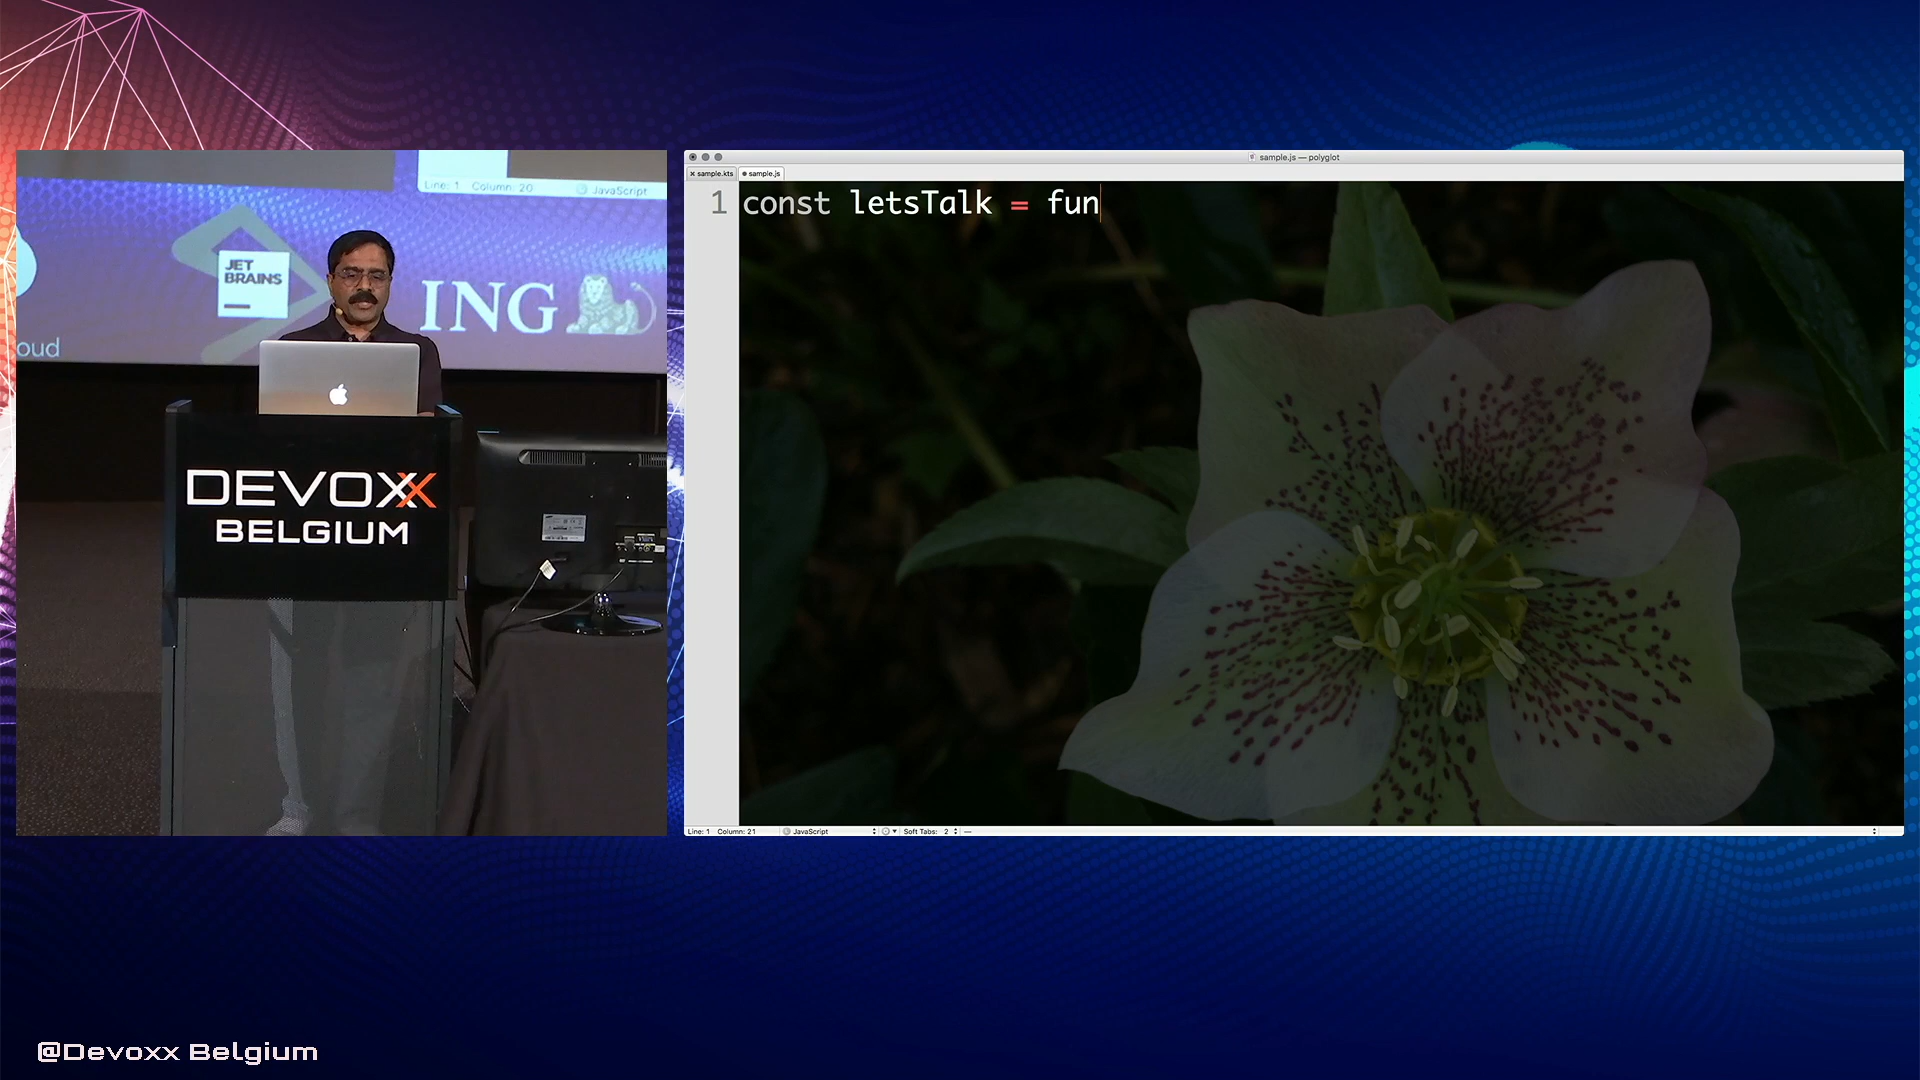 Line: 1 Column: 20 JavaScript
JET
BRAINS
ING
oud
DEVOXX
BELGIUM
sample.js — polyglot
sample.kts sample.js
1 const letsTalk = fun
Line: 1 Column: 21 JavaScript Soft Tabs: 2
@Devoxx Belgium